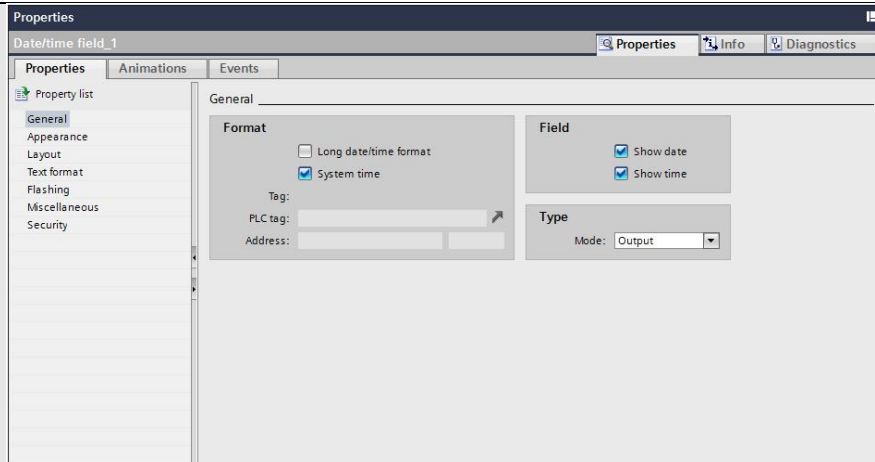 Properties
Date/time field_1
Properties Info Diagnostics
Properties Animations Events
Property list
General
Appearance
Layout
Text format
Flashing
Miscellaneous
Security
General
Format
Long date/time format
System time
Tag:
PLC tag:
Address:
Field
Show date
Show time
Type
Mode: Output